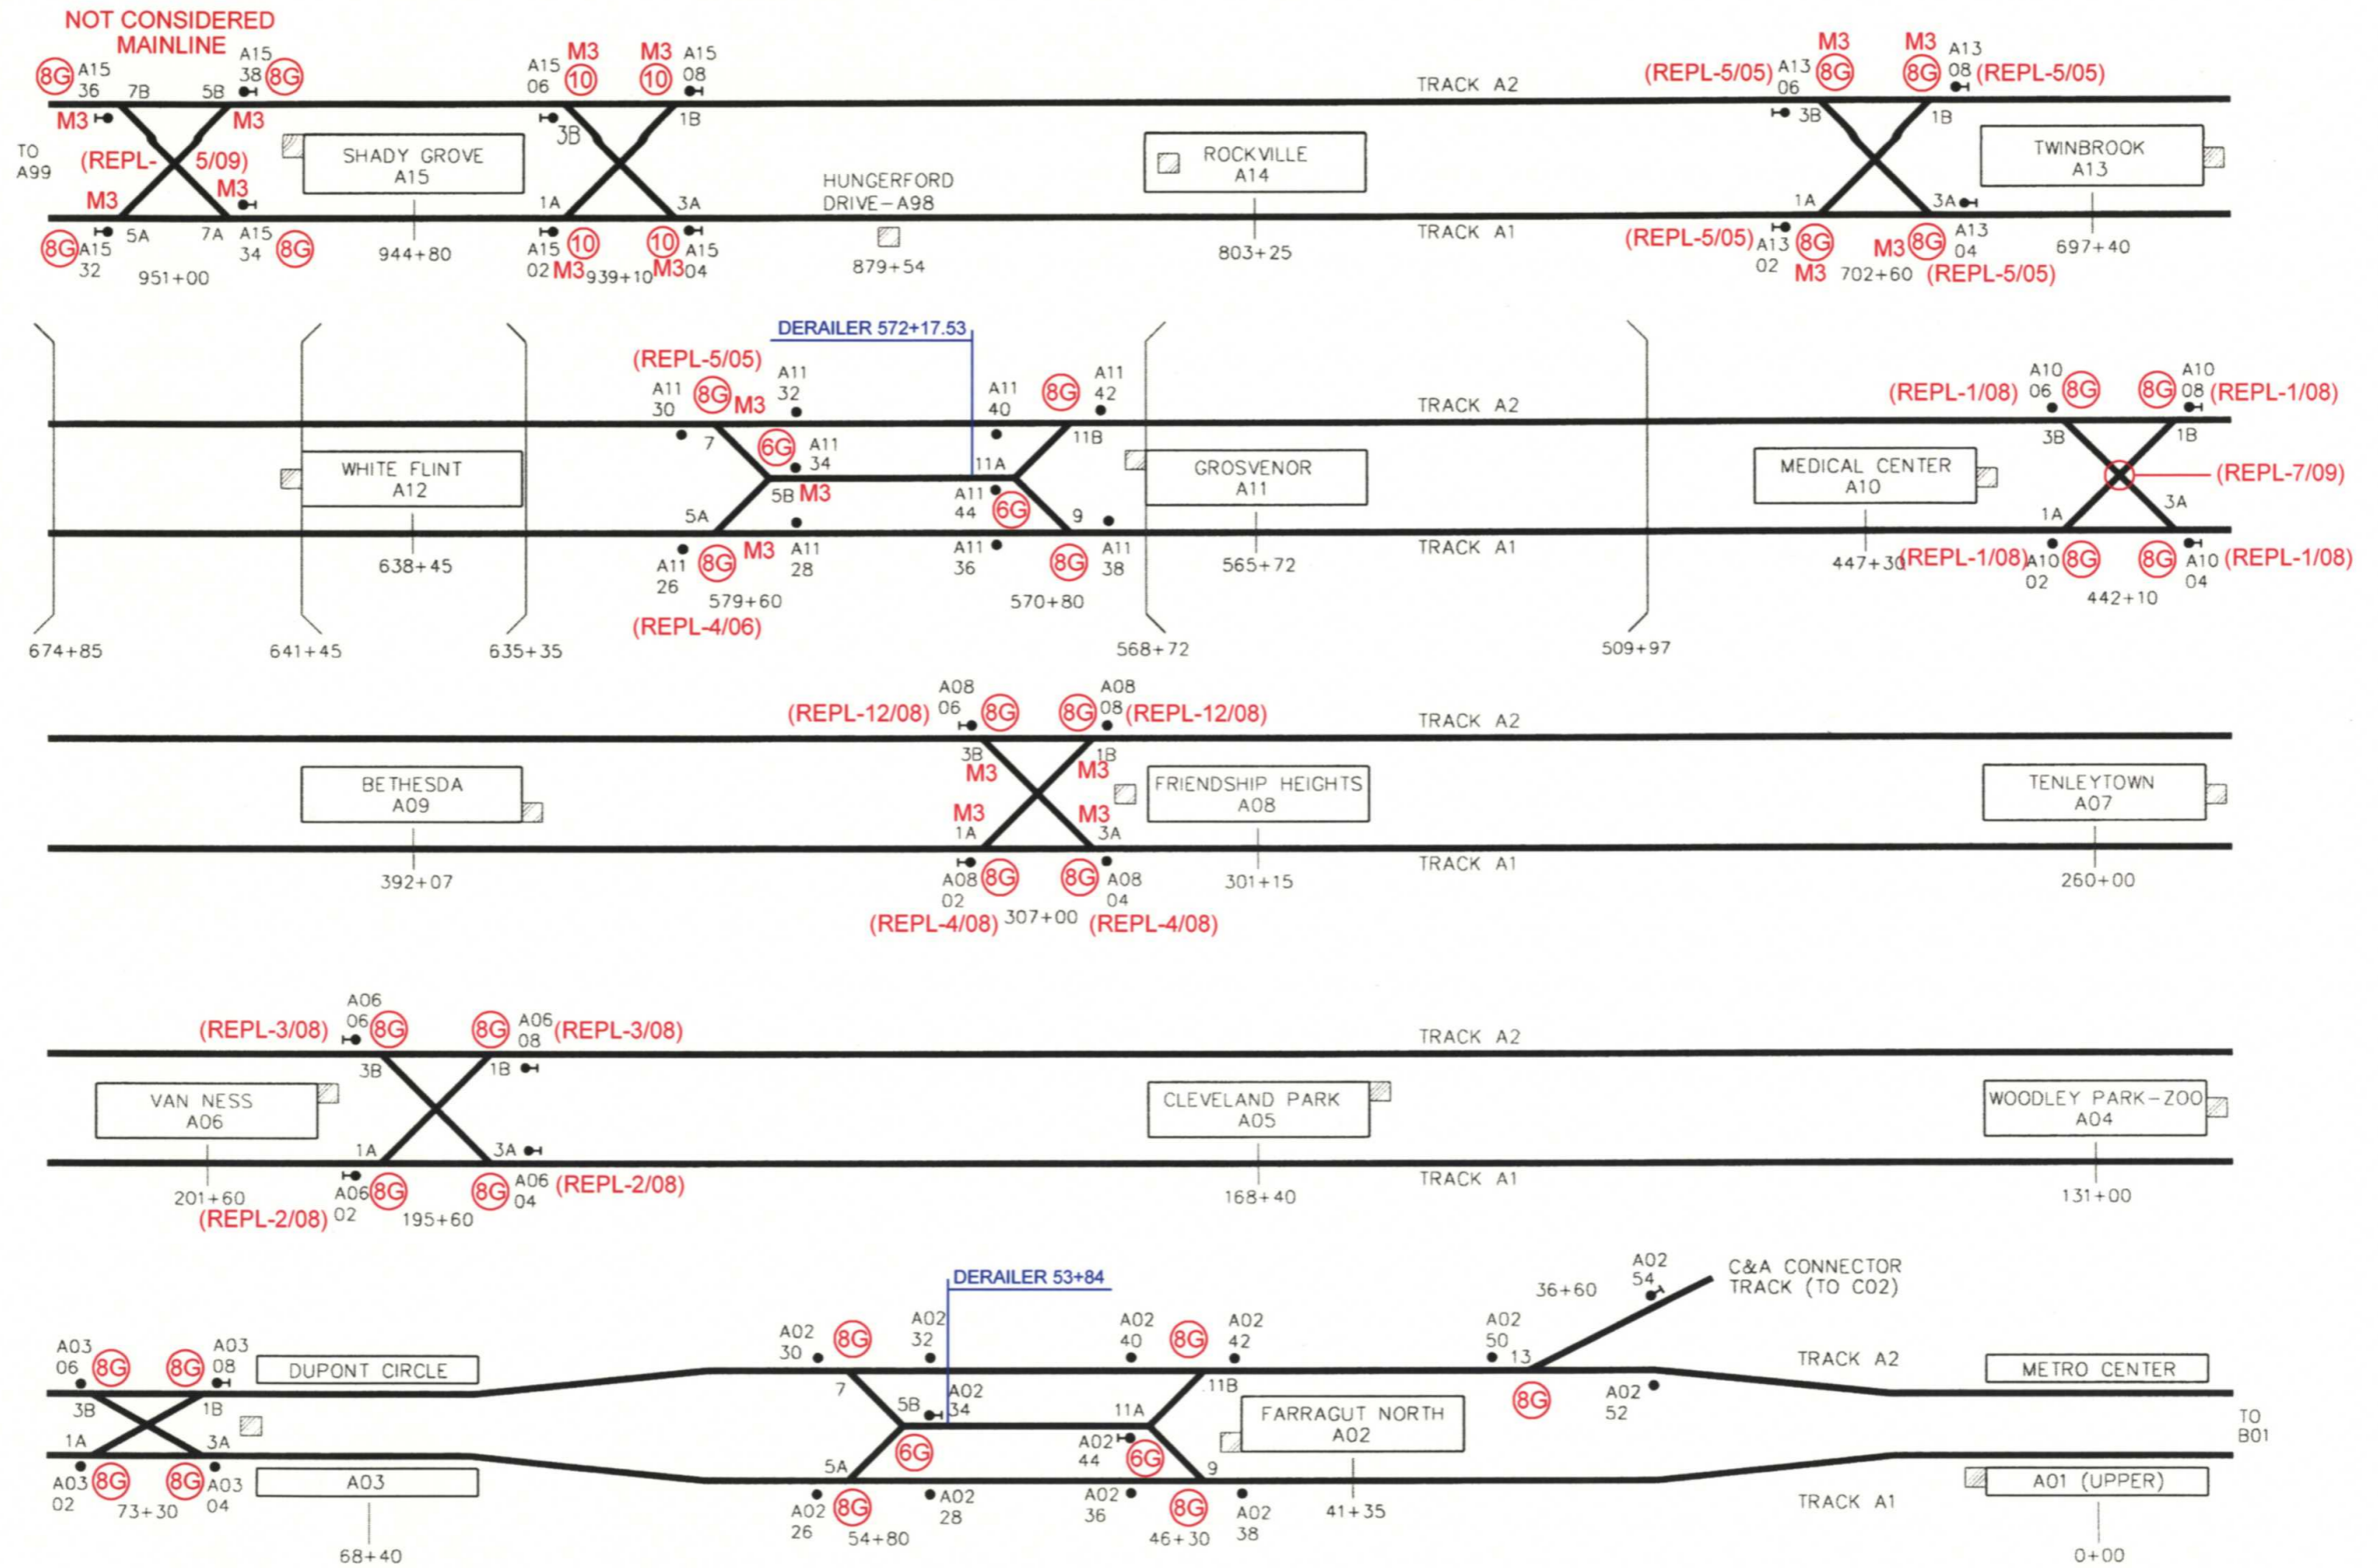 NOT CONSIDERED
MAINLINE
8G
A15
36
7B
5B
A15
38
8G
M3
M3
TO
A99
(REPL-
5/09)
M3
M3
8G
A15
32
5A
7A
A15
34
8G
951+00
SHADY GROVE
A15
944+80
A15
06
M3
10
M3
10
A15
08
3B
1B
1A
3A
A15
02
10
M3
939+10
10
M3
A15
04
HUNGERFORD
DRIVE-A98
879+54
ROCKVILLE
A14
803+25
TRACK A2
TRACK A1
(REPL-5/05)
A13
06
M3
8G
M3
8G
A13
08
(REPL-5/05)
3B
1B
1A
3A
(REPL-5/05)
A13
02
8G
M3
M3
8G
A13
04
702+60
(REPL-5/05)
TWINBROOK
A13
697+40
DERAILER 572+17.53
(REPL-5/05)
A11
30
8G
M3
A11
32
A11
40
8G
A11
42
TRACK A2
(REPL-1/08)
A10
06
8G
8G
A10
08
(REPL-1/08)
7
6G
A11
34
11A
11B
3B
1B
WHITE FLINT
A12
5B
M3
A11
44
6G
GROSVENOR
A11
MEDICAL CENTER
A10
(REPL-7/09)
5A
9
1A
3A
638+45
A11
26
8G
M3
A11
28
A11
36
8G
A11
38
565+72
TRACK A1
447+30
(REPL-1/08)
A10
02
8G
8G
A10
04
(REPL-1/08)
579+60
570+80
442+10
(REPL-4/06)
674+85
641+45
635+35
568+72
509+97
(REPL-12/08)
A08
06
8G
8G
A08
08
(REPL-12/08)
TRACK A2
3B
M3
1B
M3
BETHESDA
A09
M3
1A
M3
3A
FRIENDSHIP HEIGHTS
A08
TENLEYTOWN
A07
392+07
A08
02
8G
8G
A08
04
301+15
TRACK A1
260+00
(REPL-4/08)
307+00
(REPL-4/08)
(REPL-3/08)
A06
06
8G
8G
A06
08
(REPL-3/08)
TRACK A2
3B
1B
VAN NESS
A06
1A
3A
CLEVELAND PARK
A05
WOODLEY PARK-ZOO
A04
201+60
(REPL-2/08)
A06
02
8G
195+60
8G
A06
04
(REPL-2/08)
168+40
TRACK A1
131+00
DERAILER 53+84
A03
06
8G
8G
A03
08
DUPONT CIRCLE
A02
30
8G
A02
32
A02
40
8G
A02
42
A02
50
13
36+60
A02
54
C&A CONNECTOR
TRACK (TO C02)
TRACK A2
METRO CENTER
3B
1B
7
5B
A02
34
11A
11B
8G
A02
52
1A
3A
6G
A02
44
6G
FARRAGUT NORTH
A02
TO
B01
A03
02
8G
8G
A03
04
73+30
A03
68+40
5A
9
A02
26
8G
54+80
A02
28
A02
36
8G
46+30
A02
38
41+35
TRACK A1
A01 (UPPER)
0+00